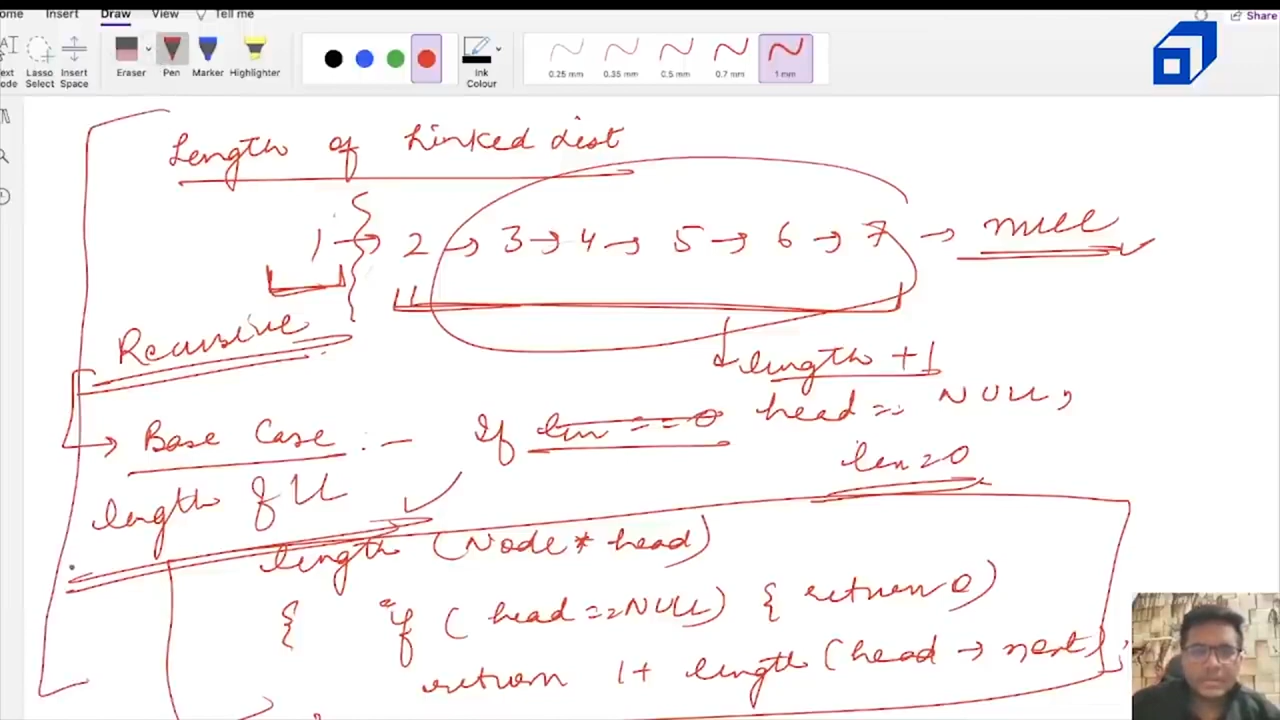 ome Insert Draw View Tell me Share
Text Mode Lasso Select Insert Space Eraser Pen Marker Highlighter Ink Colour 0.25 mm 0.35 mm 0.5 mm 0.7 mm 1 mm
Length of Linked List
1 → 2 → 3 → 4 → 5 → 6 → 7 → null
Recursive
length + 1
Base Case : - If len == 0 head == NULL,
len = 0
length of LL
length (Node* head)
{ if (head == NULL) { return 0 }
return 1 + length (head → next) ;